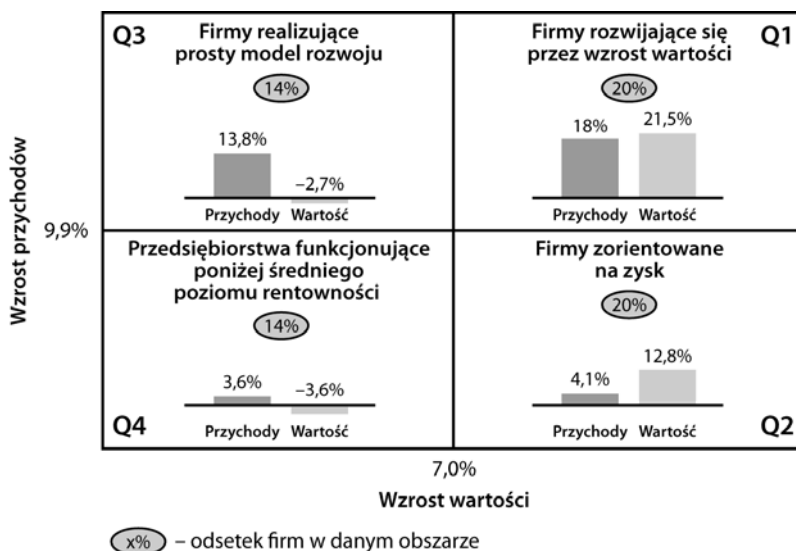 Q3
Firmy realizujące
prosty model rozwoju
14%
13,8%
–2,7%
Przychody Wartość
Q1
Firmy rozwijające się
przez wzrost wartości
20%
18%
21,5%
Przychody Wartość
Wzrost przychodów
9,9%
Przedsiębiorstwa funkcjonujące
poniżej średniego
poziomu rentowności
14%
3,6%
–3,6%
Przychody Wartość
Q4
Firmy zorientowane
na zysk
20%
4,1%
12,8%
Przychody Wartość
Q2
7,0%
Wzrost wartości
x% – odsetek firm w danym obszarze